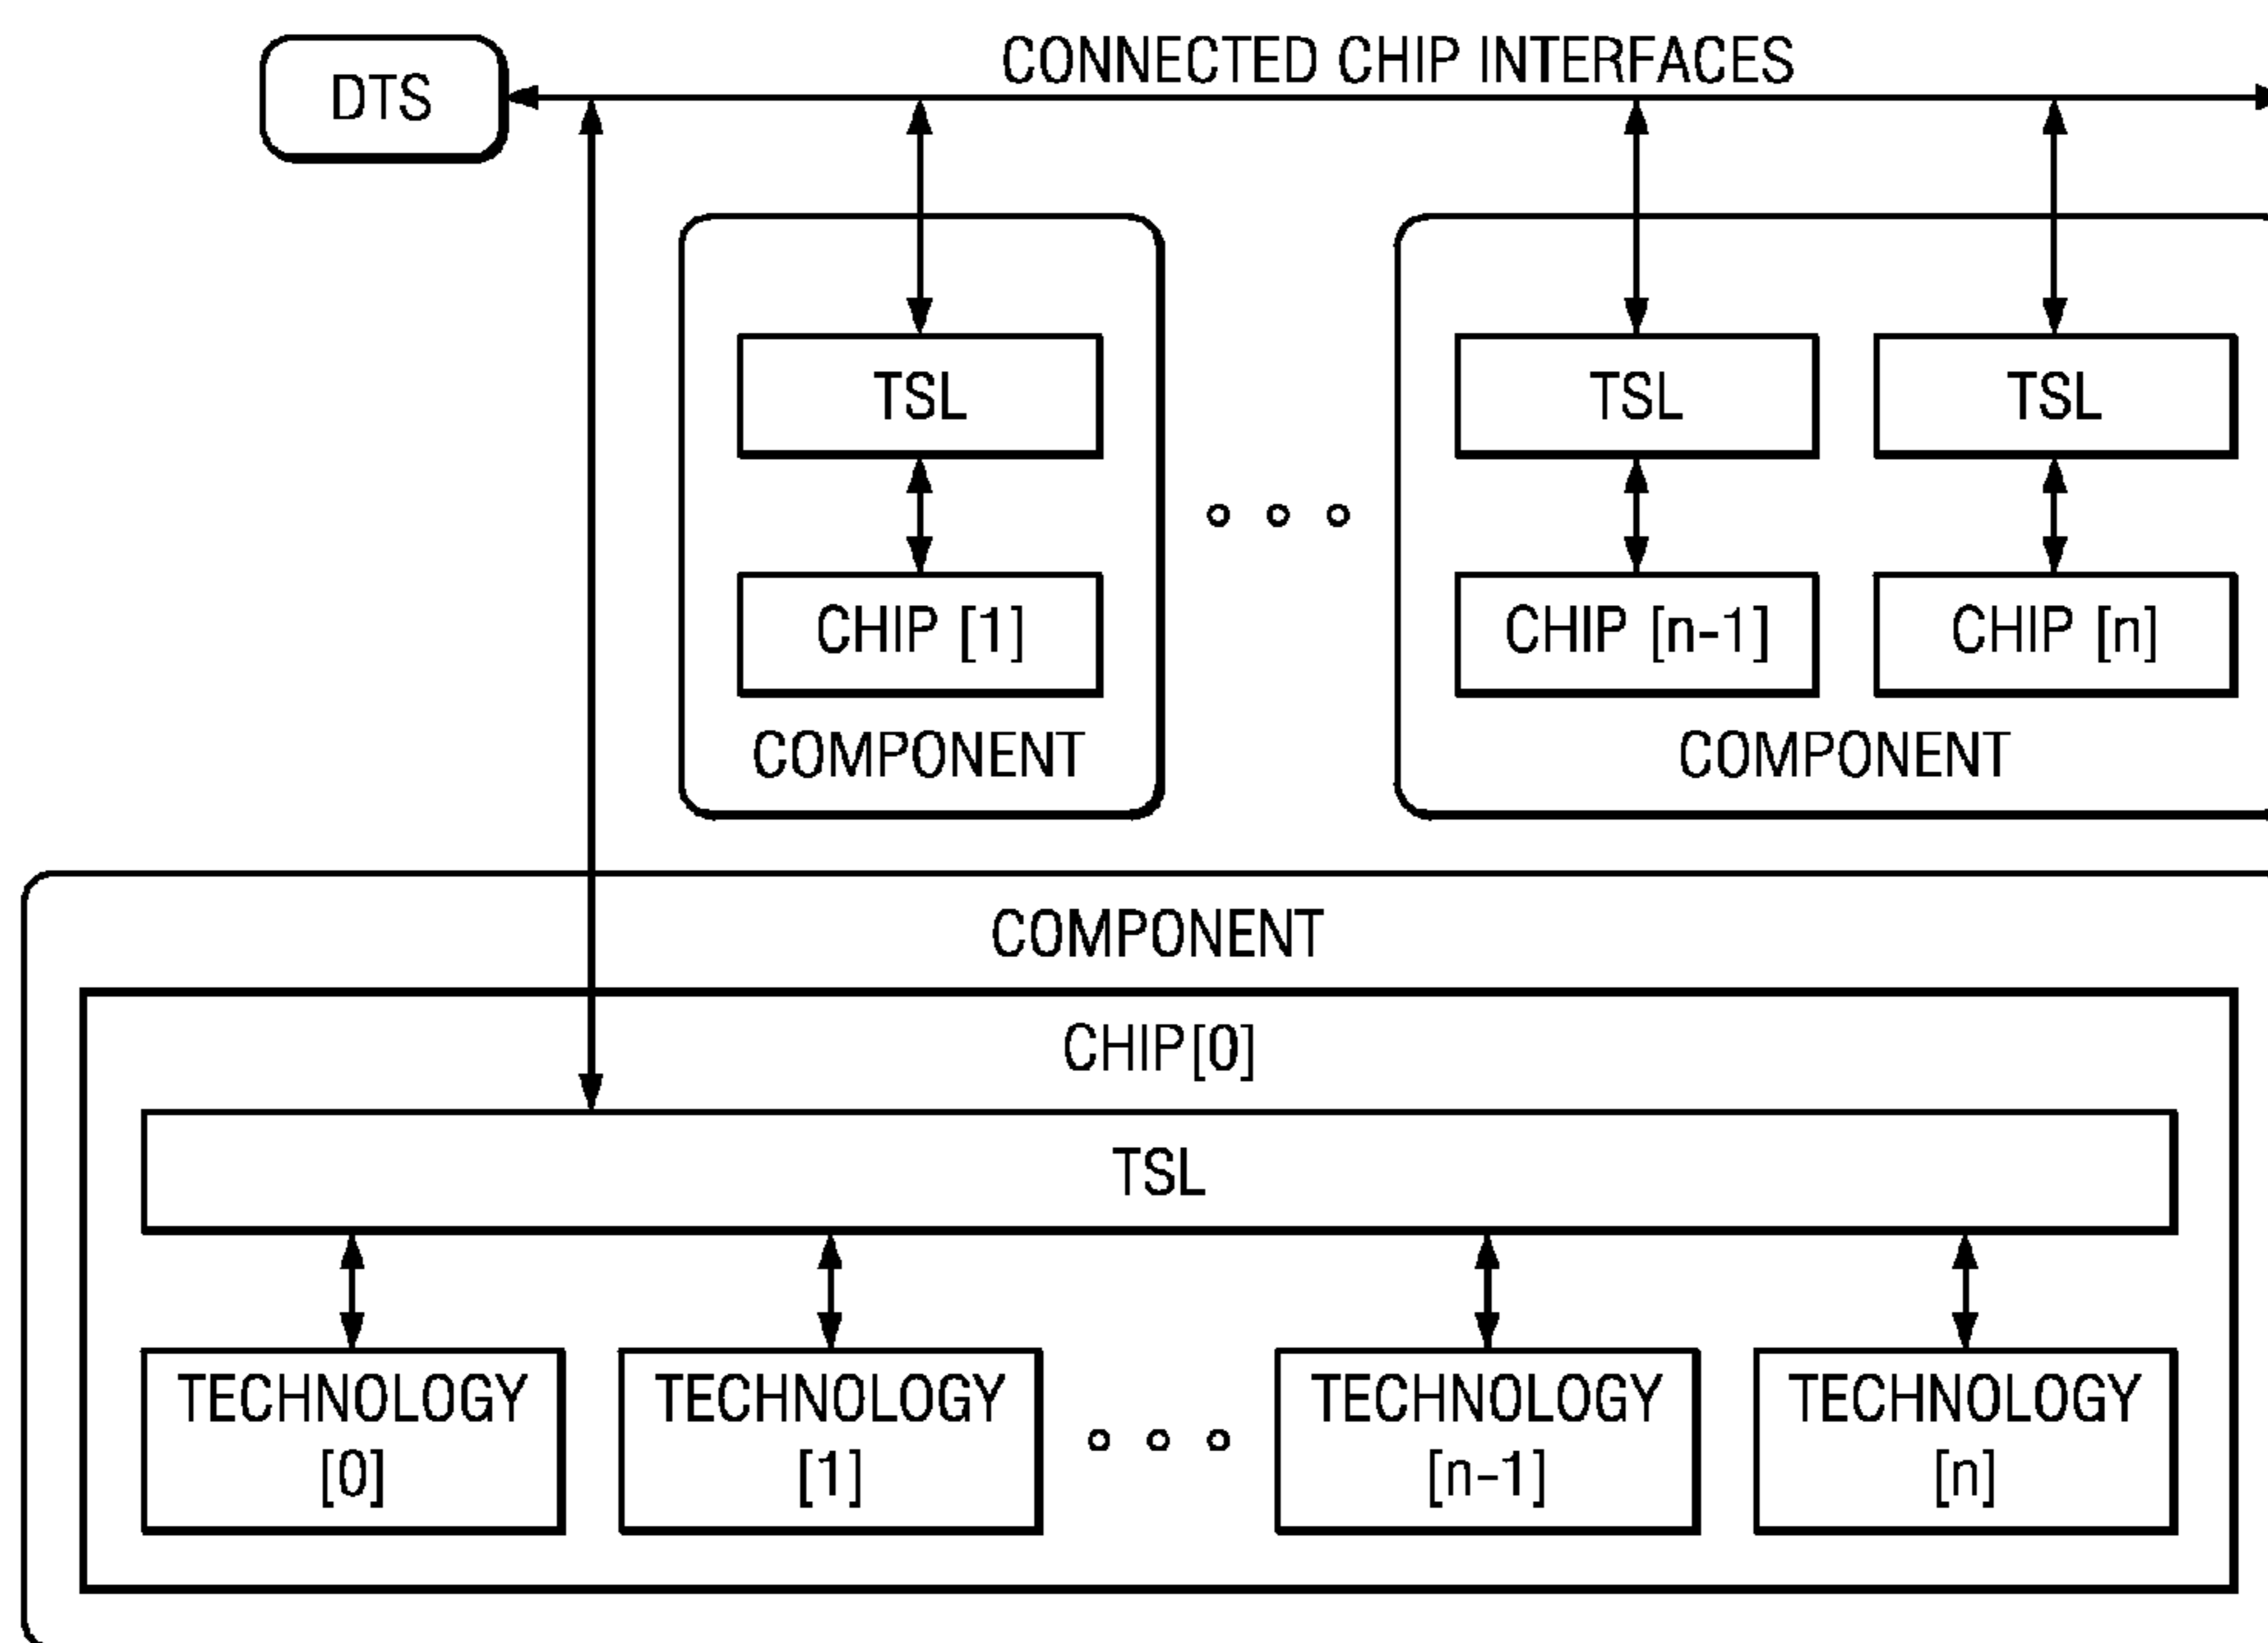 CONNECTED CHIP INTERFACES
DTS
TSL
TSL
TSL
CHIP [1]
CHIP [n-1]
CHIP [n]
COMPONENT
COMPONENT
COMPONENT
CHIP[0]
TSL
TECHNOLOGY
[0]
TECHNOLOGY
[1]
TECHNOLOGY
[n-1]
TECHNOLOGY
[n]